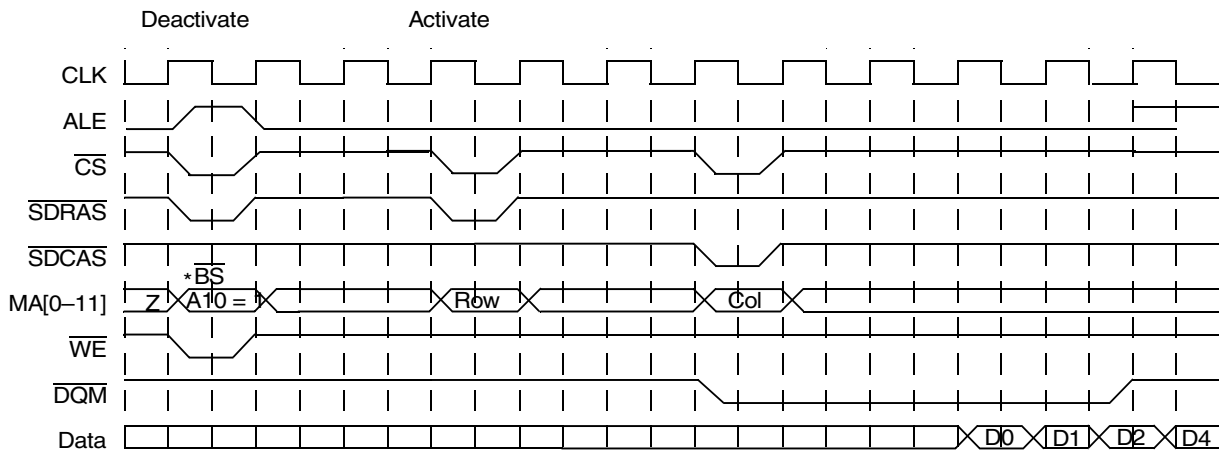 Deactivate Activate
CLK
ALE
CS
SDRAS
SDCAS
*BS
MA[0–11] Z A10 = 1 Row Col
WE
DQM
Data D0 D1 D2 D4